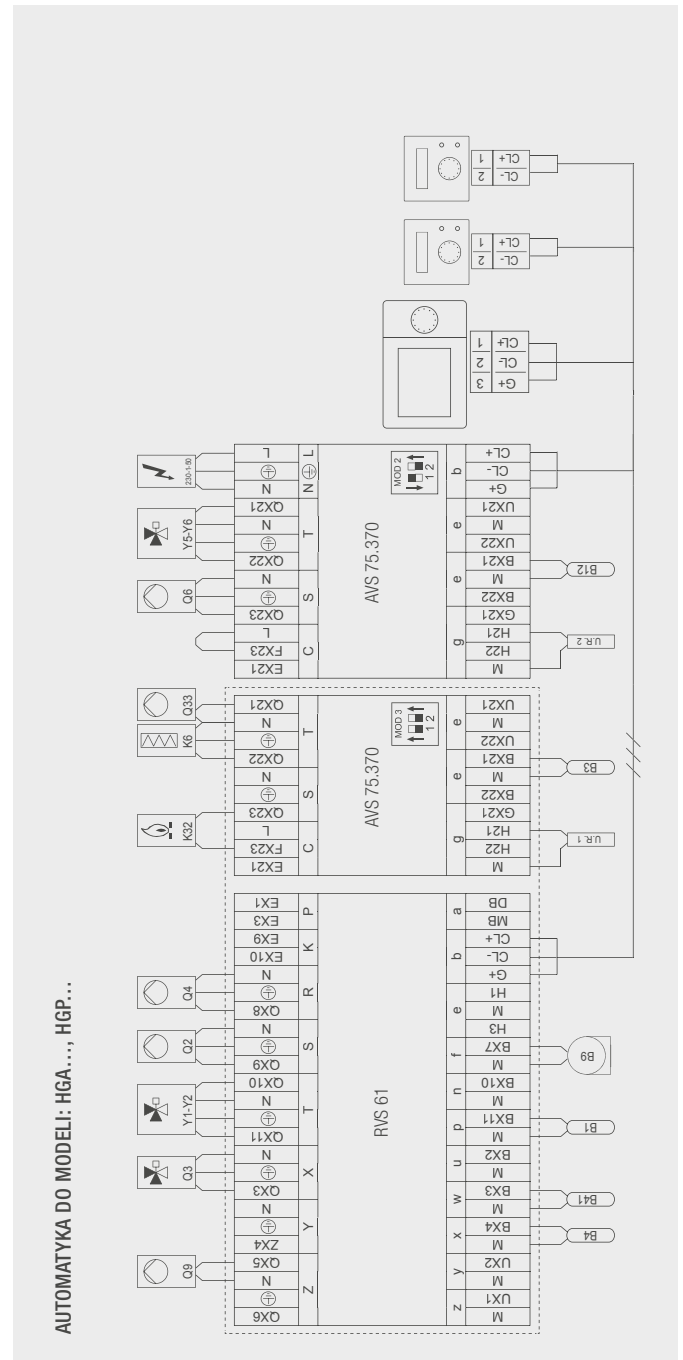 AUTOMATYKA DO MODELI: HGA..., HGP...
CL+ 1
CL- 2
CL+ 1
CL- 2
CL+ 1
CL- 2
G+ 3
230-1-50
Y5-Y6
Q6
L
N
QX21
N
QX22
N
QX23
L
FX23
EX21
L
N
T
S
C
AVS 75.370
MOD 2
1 2
b
e
e
g
CL+
CL-
G+
UX21
M
UX22
BX21
M
BX22
GX21
H21
H22
M
B12
U.R.2
Q33
K6
K32
QX21
N
QX22
N
QX23
L
FX23
EX21
T
S
C
AVS 75.370
MOD 3
1 2
e
e
g
UX21
M
UX22
BX21
M
BX22
GX21
H21
H22
M
B3
U.R.1
Q4
Q2
Y1-Y2
Q3
Q9
EX1
EX3
EX9
EX10
N
QX8
N
QX9
QX10
N
QX11
N
QX3
N
ZX4
QX5
N
QX6
P
K
R
S
T
X
Y
Z
RVS 61
a
b
e
f
n
p
u
w
x
y
z
DB
MB
CL+
CL-
G+
H1
M
H3
BX7
M
BX10
M
BX11
M
BX2
M
BX3
M
BX4
M
UX2
M
UX1
M
B9
B1
B41
B4